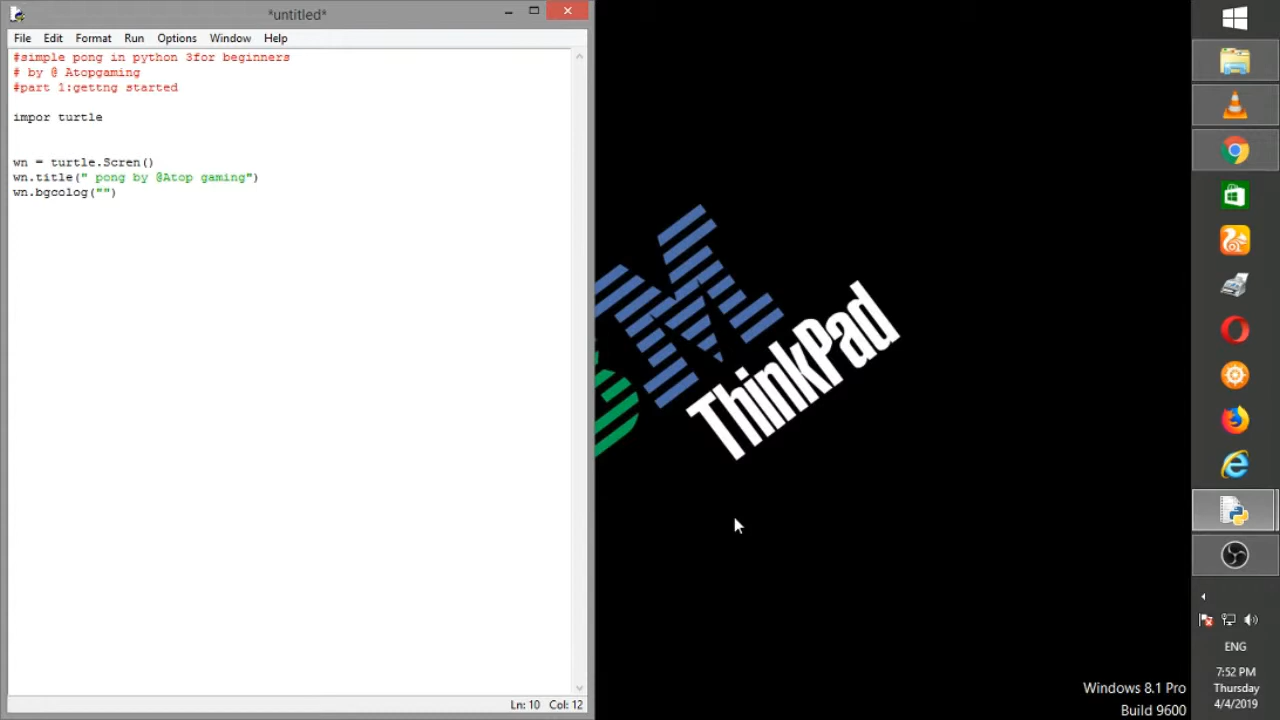 *untitled*
File Edit Format Run Options Window Help
#simple pong in python 3for beginners
# by @ Atopgaming
#part 1:gettng started
impor turtle
wn = turtle.Scren()
wn.title(" pong by @Atop gaming")
wn.bgcolog("")
Ln: 10 Col: 12
M
ThinkPad
ENG
7:52 PM
Thursday
4/4/2019
Windows 8.1 Pro
Build 9600